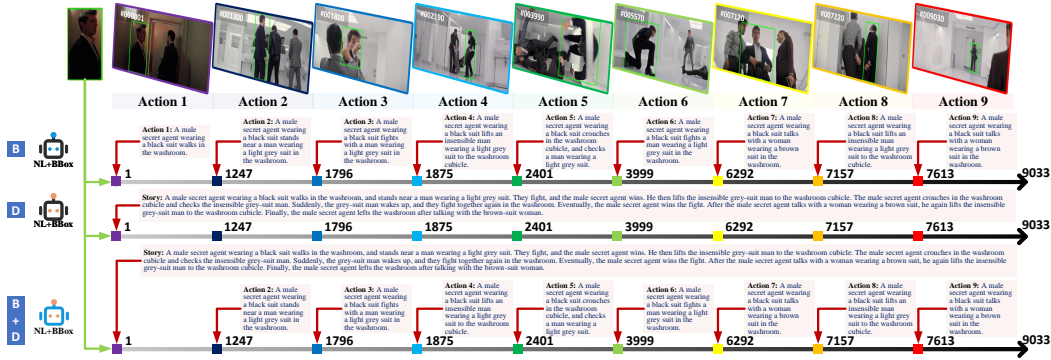 #000001
#001300
#001800
#002190
#003990
#005570
#007120
#007220
#009030
Action 1
Action 2
Action 3
Action 4
Action 5
Action 6
Action 7
Action 8
Action 9
B
NL+BBox
Action 1: A male
secret agent wearing
a black suit walks in
the washroom.
Action 2: A male
secret agent wearing
a black suit stands
near a man wearing a
light grey suit in
the washroom.
Action 3: A male
secret agent wearing
a black suit fights
with a man wearing
a light grey suit in
the washroom.
Action 4: A male
secret agent wearing
a black suit lifts an
insensible man
wearing a light grey
suit to the washroom
cubicle.
Action 5: A male
secret agent wearing
a black suit crouches
in the washroom
cubicle, and checks
a man wearing a
light grey suit.
Action 6: A male
secret agent wearing
a black suit fights a
man wearing a light
grey suit in the
washroom.
Action 7: A male
secret agent wearing
a black suit talks
with a woman
wearing a brown
suit in the
washroom.
Action 8: A male
secret agent wearing
a black suit lifts an
insensible man
wearing a light grey
suit to the washroom
cubicle.
Action 9: A male
secret agent wearing
a black suit talks
with a woman
wearing a brown suit
in the washroom.
1
1247
1796
1875
2401
3999
6292
7157
7613
9033
D
NL+BBox
Story: A male secret agent wearing a black suit walks in the washroom, and stands near a man wearing a light grey suit. They fight, and the male secret agent wins. He then lifts the insensible grey-suit man to the washroom cubicle. The male secret agent crouches in the washroom
cubicle and checks the insensible grey-suit man. Suddenly, the grey-suit man wakes up, and they fight together again in the washroom. Eventually, the male secret agent wins the fight. After the male secret agent talks with a woman wearing a brown suit, he again lifts the insensible
grey-suit man to the washroom cubicle. Finally, the male secret agent lefts the washroom after talking with the brown-suit woman.
1
1247
1796
1875
2401
3999
6292
7157
7613
9033
B
+
D
NL+BBox
Story: A male secret agent wearing a black suit walks in the washroom, and stands near a man wearing a light grey suit. They fight, and the male secret agent wins. He then lifts the insensible grey-suit man to the washroom cubicle. The male secret agent crouches in the washroom
cubicle and checks the insensible grey-suit man. Suddenly, the grey-suit man wakes up, and they fight together again in the washroom. Eventually, the male secret agent wins the fight. After the male secret agent talks with a woman wearing a brown suit, he again lifts the insensible
grey-suit man to the washroom cubicle. Finally, the male secret agent lefts the washroom after talking with the brown-suit woman.
Action 2: A male
secret agent wearing
a black suit stands
near a man wearing a
light grey suit in
the washroom.
Action 3: A male
secret agent wearing
a black suit fights
with a man wearing
a light grey suit in
the washroom.
Action 4: A male
secret agent wearing
a black suit lifts an
insensible man
wearing a light grey
suit to the washroom
cubicle.
Action 5: A male
secret agent wearing
a black suit crouches
in the washroom
cubicle, and checks
a man wearing a
light grey suit.
Action 6: A male
secret agent wearing
a black suit fights a
man wearing a light
grey suit in the
washroom.
Action 7: A male
secret agent wearing
a black suit talks
with a woman
wearing a brown
suit in the
washroom.
Action 8: A male
secret agent wearing
a black suit lifts an
insensible man
wearing a light grey
suit to the washroom
cubicle.
Action 9: A male
secret agent wearing
a black suit talks
with a woman
wearing a brown suit
in the washroom.
1
1247
1796
1875
2401
3999
6292
7157
7613
9033